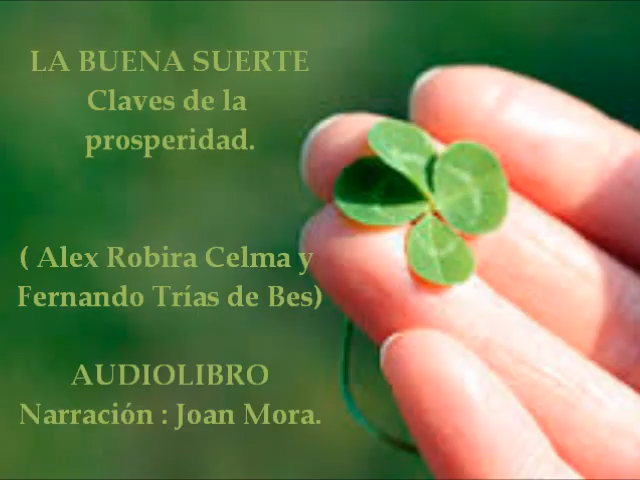 LA BUENA SUERTE
Claves de la
prosperidad.
( Alex Robira Celma y
Fernando Trías de Bes)
AUDIOLIBRO
Narración : Joan Mora.